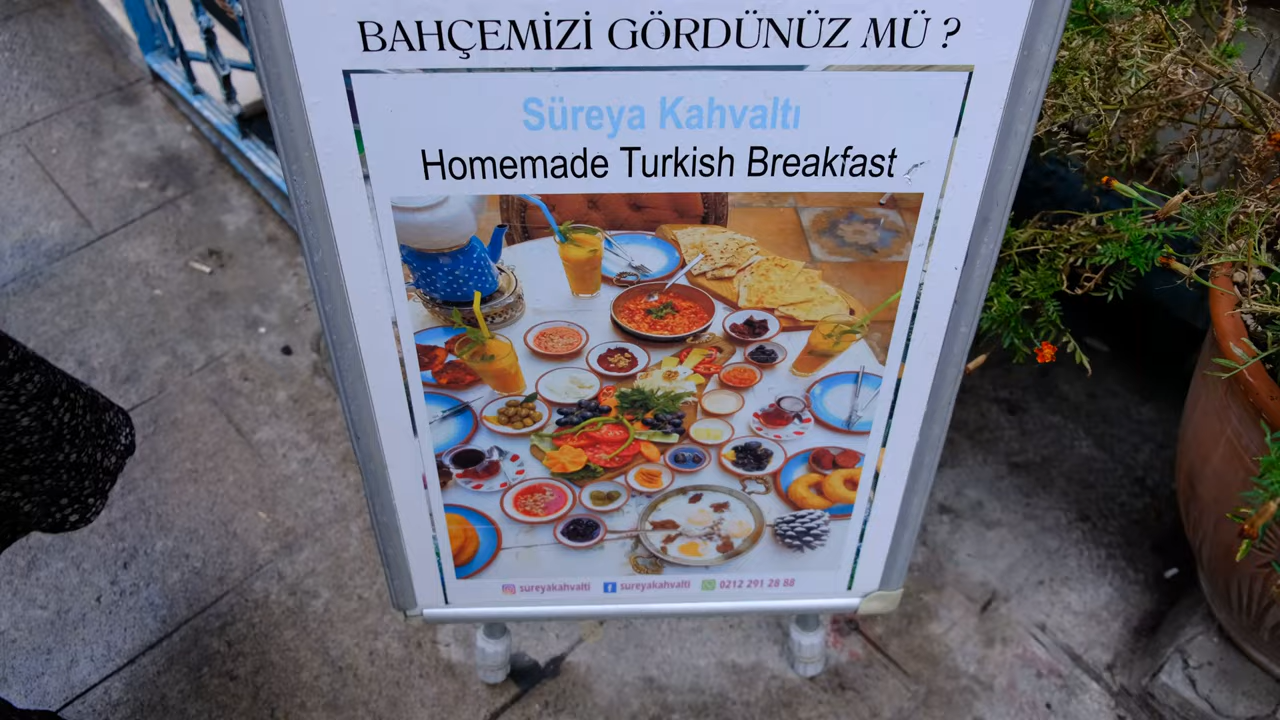 BAHÇEMİZİ GÖRDÜNÜZ MÜ ?
Süreya Kahvaltı
Homemade Turkish Breakfast
sureyakahvalti sureyakahvalti 0212 291 28 88